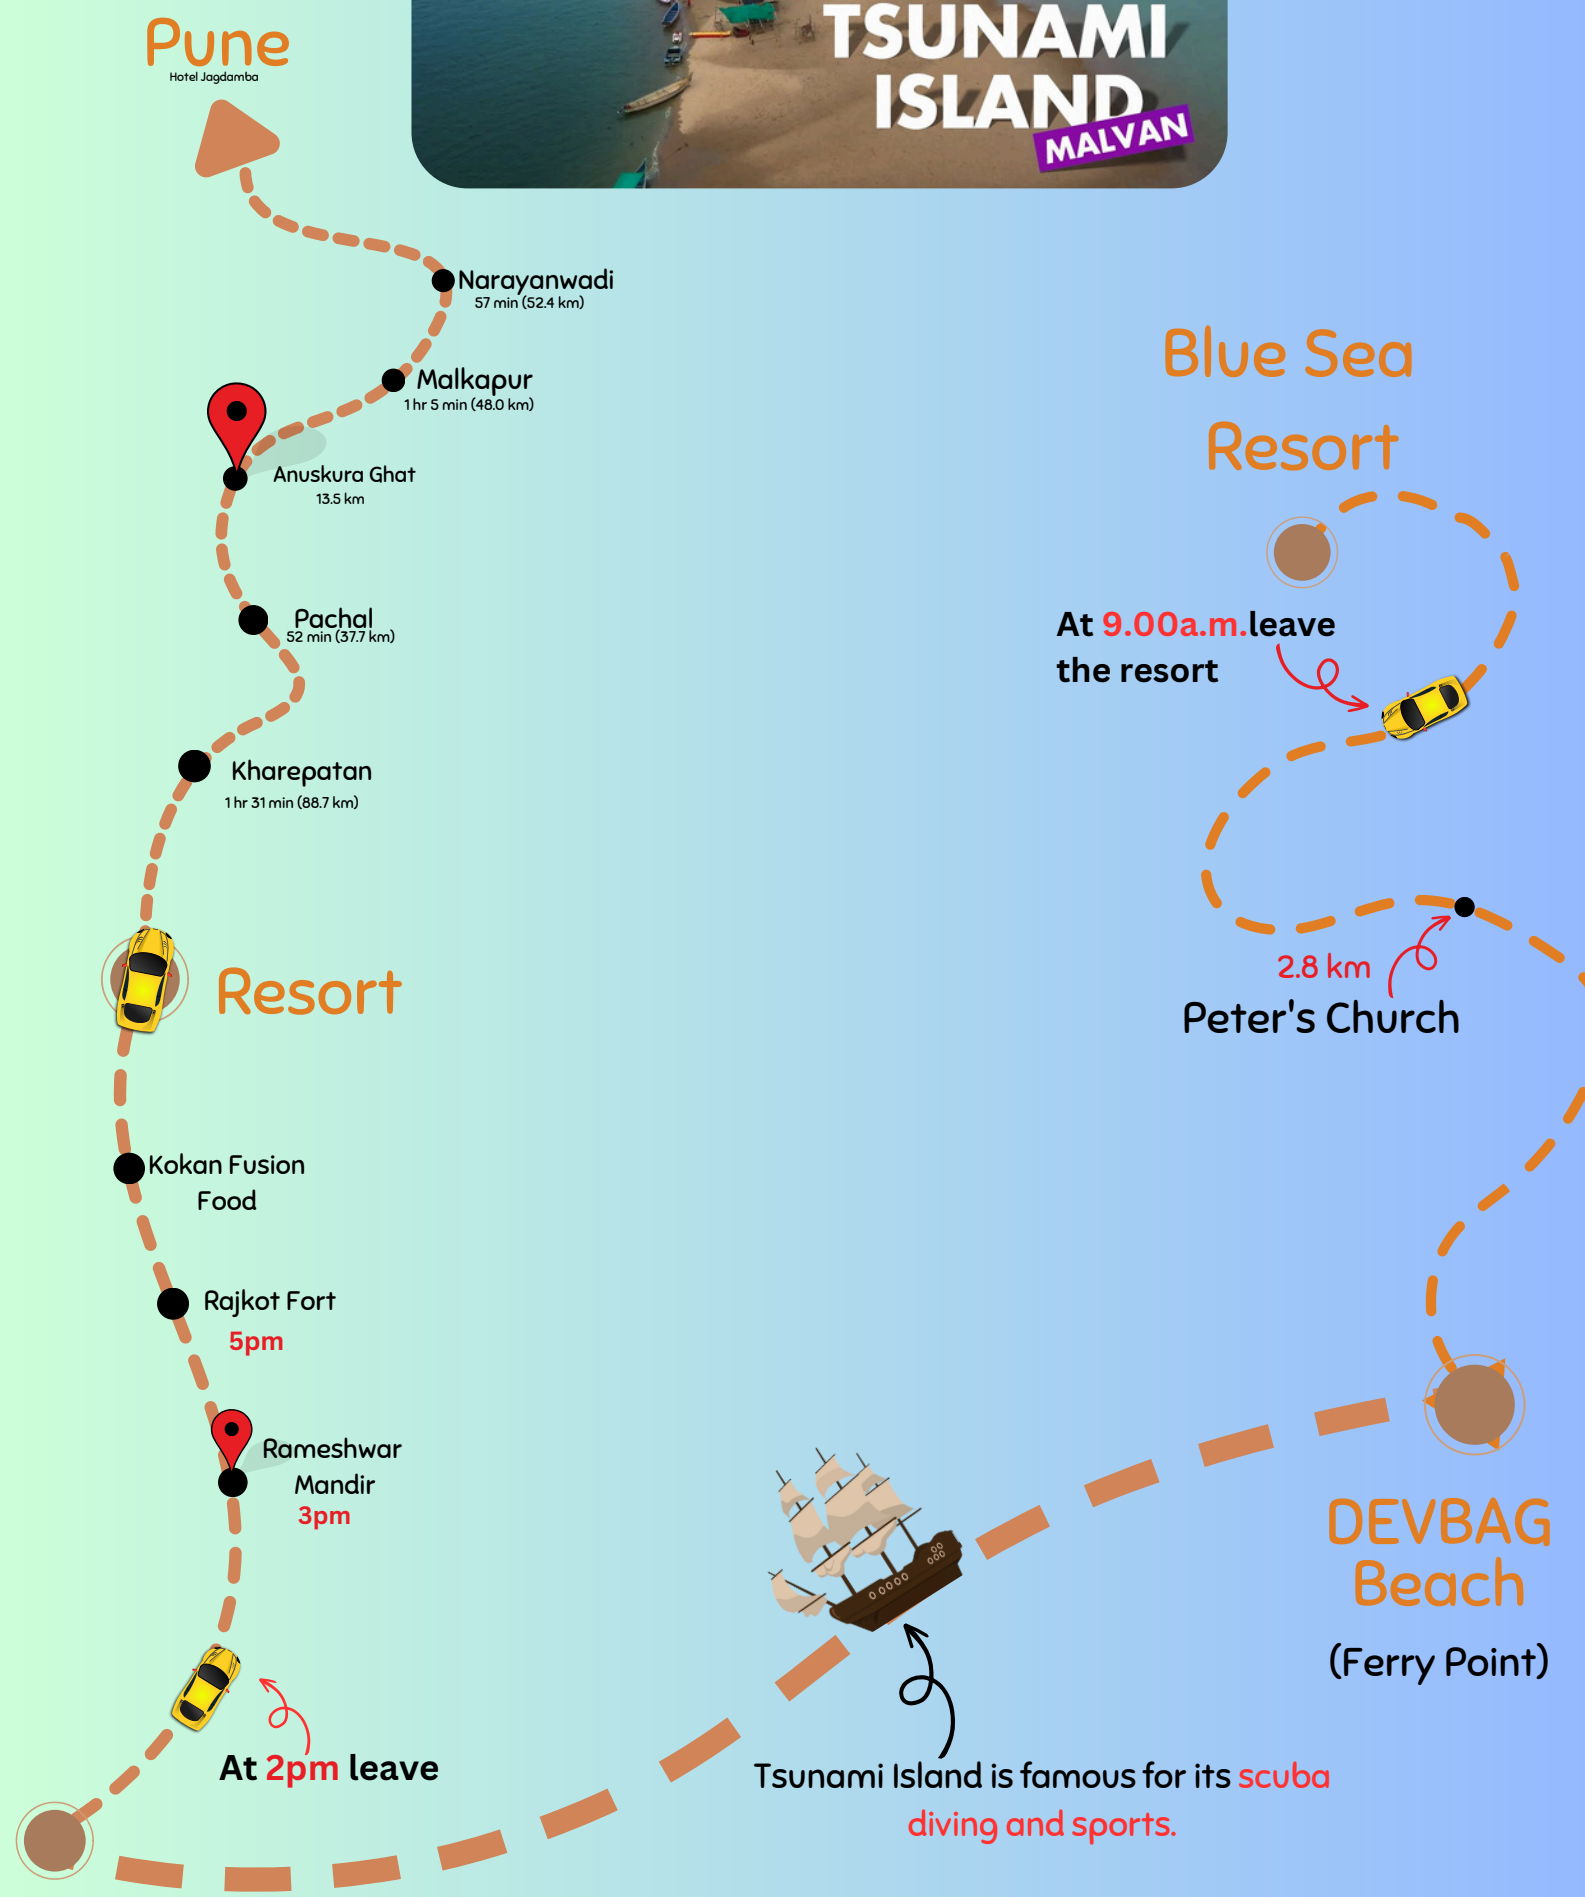 Pune
Hotel Jagdamba
TSUNAMI
ISLAND
MALVAN
Narayanwadi
57 min (52.4 km)
Malkapur
1 hr 5 min (48.0 km)
Anuskura Ghat
13.5 km
Pachal
52 min (37.7 km)
Kharepatan
1 hr 31 min (88.7 km)
Resort
Kokan Fusion
Food
Rajkot Fort
5pm
Rameshwar
Mandir
3pm
At 2pm leave
Blue Sea
Resort
At 9.00a.m.leave
the resort
2.8 km
Peter's Church
DEVBAG
Beach
(Ferry Point)
Tsunami Island is famous for its scuba
diving and sports.